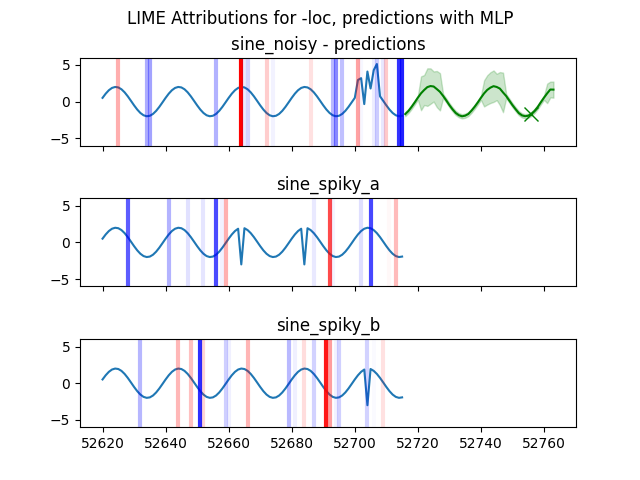 LIME Attributions for -loc, predictions with MLP
sine_noisy - predictions
5
0
−5
sine_spiky_a
5
0
−5
sine_spiky_b
5
0
−5
52620 52640 52660 52680 52700 52720 52740 52760